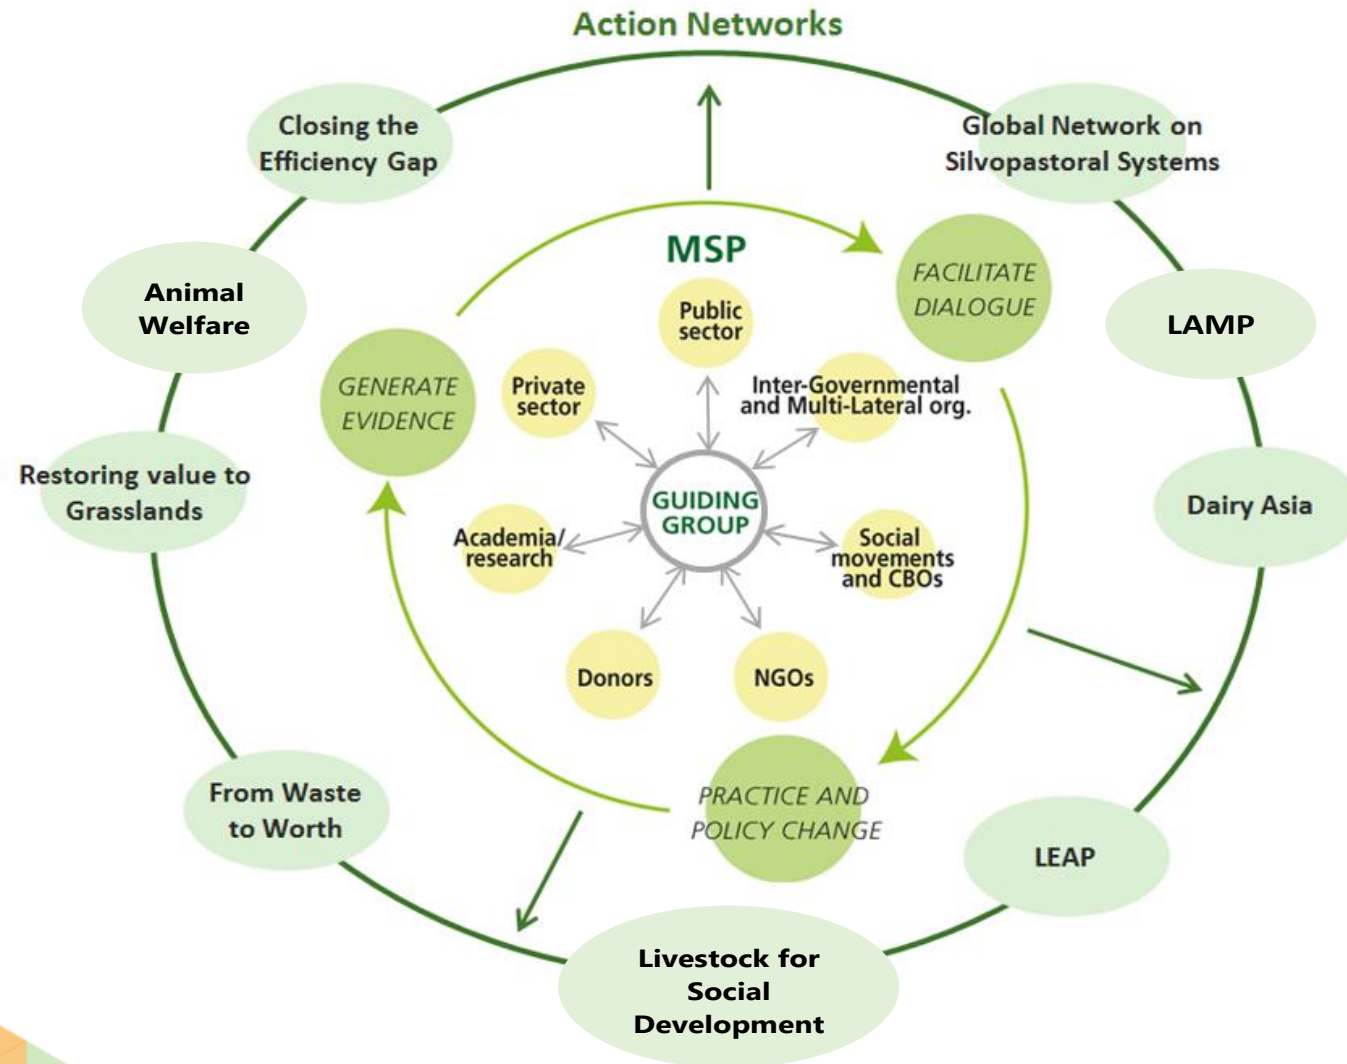 Action Networks
Closing the
Efficiency Gap
Global Network on
Silvopastoral Systems
Animal
Welfare
LAMP
Restoring value to
Grasslands
Dairy Asia
From Waste
to Worth
LEAP
Livestock for
Social
Development
MSP
FACILITATE
DIALOGUE
GENERATE
EVIDENCE
PRACTICE AND
POLICY CHANGE
Public
sector
Private
sector
Inter-Governmental
and Multi-Lateral org.
GUIDING
GROUP
Academia/
research
Social
movements
and CBOs
Donors
NGOs